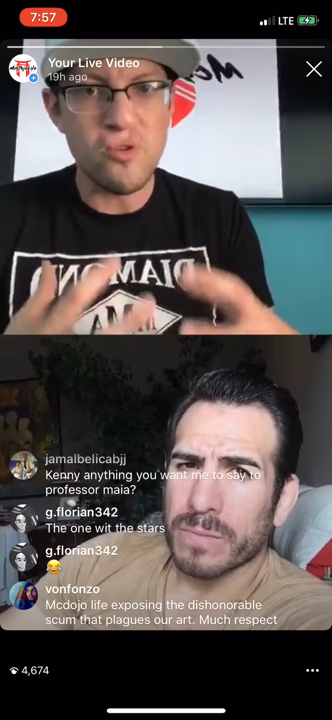 7:57
LTE
Your Live Video
19h ago
DIAMOND
MMA
jamalbelicabjj
Kenny anything you want me to say to
professor maia?
g.florian342
The one wit the stars
g.florian342
😂
vonfonzo
Mcdojo life exposing the dishonorable
scum that plagues our art. Much respect
4,674